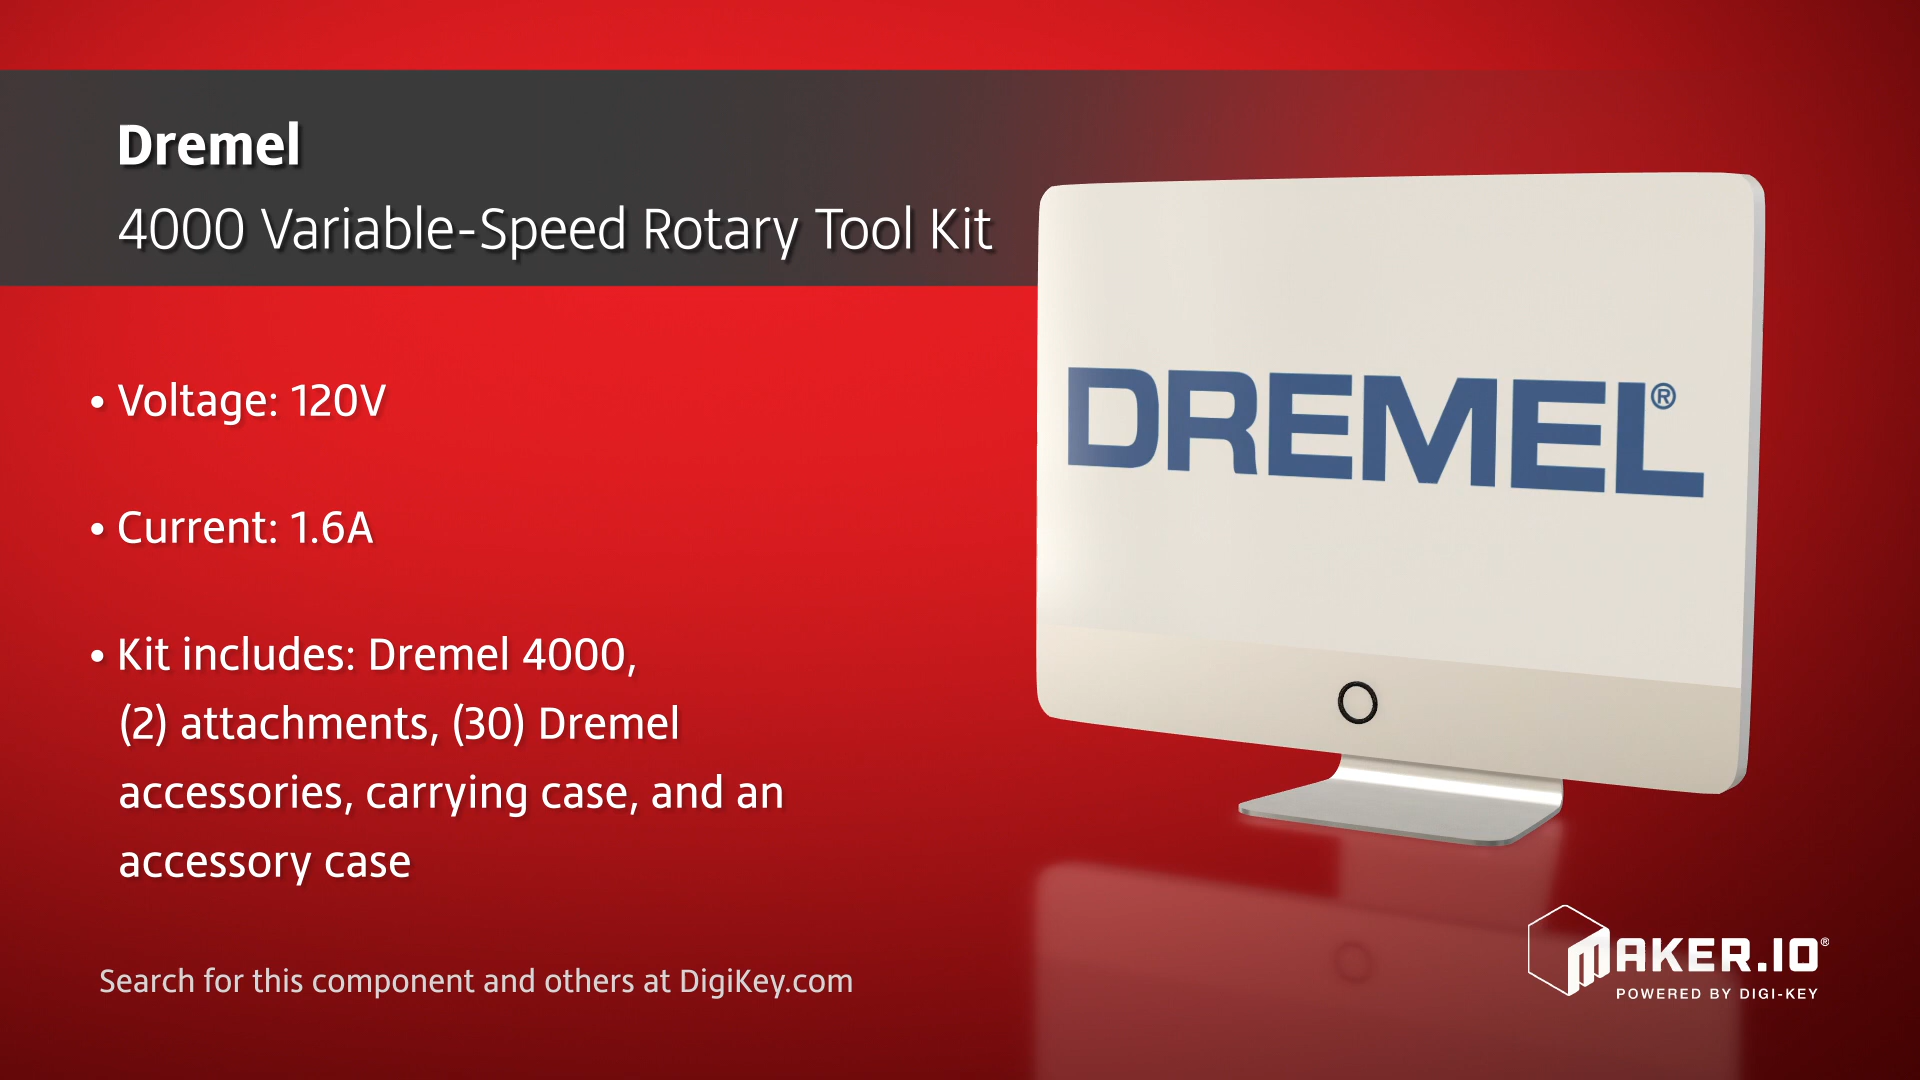 Dremel
4000 Variable-Speed Rotary Tool Kit
• Voltage: 120V
• Current: 1.6A
• Kit includes: Dremel 4000,
(2) attachments, (30) Dremel
accessories, carrying case, and an
accessory case
Search for this component and others at DigiKey.com
DREMEL®
MAKER.IO®
POWERED BY DIGI-KEY